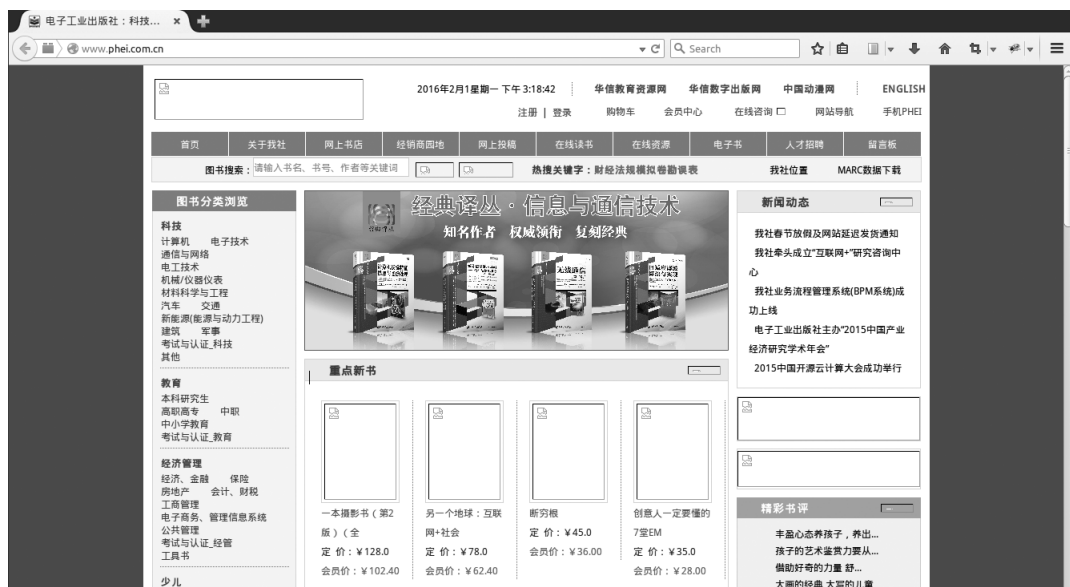 电子工业出版社：科技...
www.phei.com.cn
Search
2016年2月1星期一 下午 3:18:42 华信教育资源网 华信数字出版网 中国动漫网 ENGLISH
注册 | 登录 购物车 会员中心 在线咨询 网站导航 手机PHEI
首页 关于我社 网上书店 经销商园地 网上投稿 在线读书 在线资源 电子书 人才招聘 留言板
图书搜索： 请输入书名、书号、作者等关键词 热搜关键字：财经法规模拟卷勘误表 我社位置 MARC数据下载
图书分类浏览
科技
计算机 电子技术
通信与网络
电工技术
机械/仪器仪表
材料科学与工程
汽车 交通
新能源(能源与动力工程)
建筑 军事
考试与认证_科技
其他
教育
本科研究生
高职高专 中职
中小学教育
考试与认证_教育
经济管理
经济、金融 保险
房地产 会计、财税
工商管理
电子商务、管理信息系统
公共管理
考试与认证_经管
工具书
少儿
经典译丛·信息与通信技术
知名作者 权威领衔 复刻经典
重点新书
一本摄影书（第2
版）（全
定 价：￥128.0
会员价：￥102.40
另一个地球：互联
网+社会
定 价：￥78.0
会员价：￥62.40
断穷根
定 价：￥45.0
会员价：￥36.00
创意人一定要懂的
7堂EM
定 价：￥35.0
会员价：￥28.00
新闻动态
我社春节放假及网站延迟发货通知
我社牵头成立“互联网+”研究咨询中
心
我社业务流程管理系统(BPM系统)成
功上线
电子工业出版社主办“2015中国产业
经济研究学术年会”
2015中国开源云计算大会成功举行
精彩书评
丰盈心态养孩子，养出...
孩子的艺术鉴赏力要从...
借助好奇的力量 舒...
大画的经典 大写的儿童